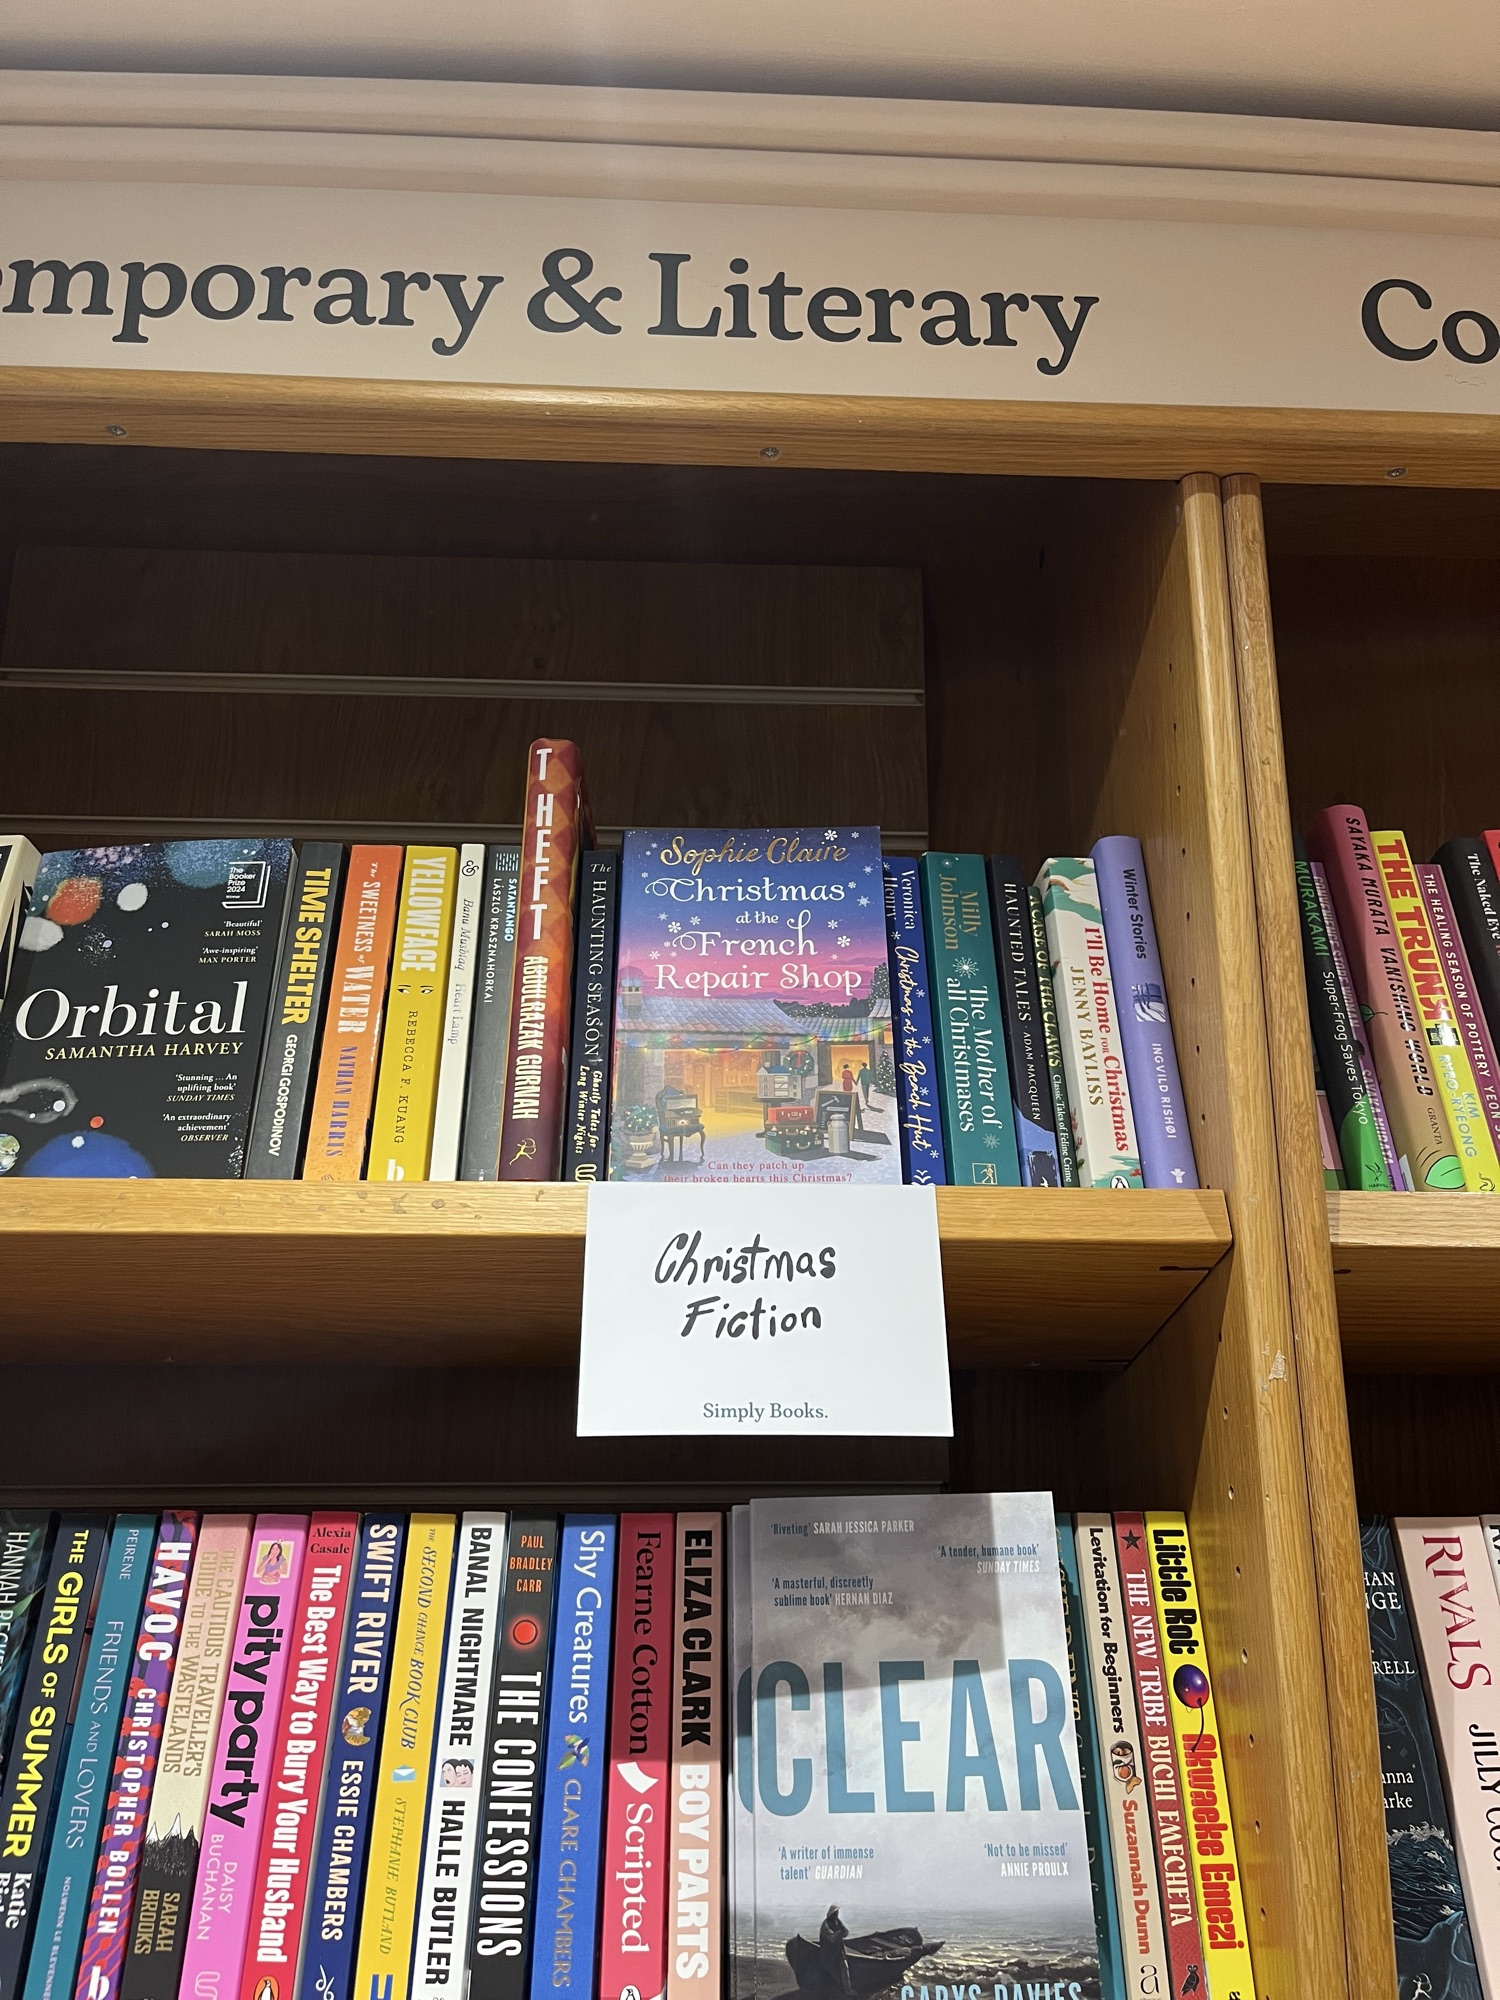 emporary & Literary
Co
Orbital
SAMANTHA HARVEY
The Booker Prize 2024
Winner
'Beautiful'
SARAH MOSS
'Awe-inspiring'
MAX PORTER
'Stunning ... An
uplifting book'
SUNDAY TIMES
'An extraordinary
achievement'
OBSERVER
TIME SHELTER GEORGI GOSPODINOV
The SWEETNESS of WATER NATHAN HARRIS
YELLOWFACE REBECCA F. KUANG
Banu Mushtaq Heart Lamp
SATANTANGO
LÁSZLÓ KRASZNAHORKAI
THEFT ABDULRAZAK GURNAH
The HAUNTING SEASON
Ghostly Tales for
Long Winter Nights
Sophie Claire
Christmas
at the
French
Repair Shop
Can they patch up
their broken hearts this Christmas?
Veronica Henry Christmas at the Beach Hut
Milly Johnson
The Mother of
all Christmases
HAUNTED TALES ADAM MACQUEEN
A CASE OF THE CLAWS Classic Tales of Feline Crime
I'll Be Home for Christmas
JENNY BAYLISS
Winter Stories INGVILD RISHØI
MURAKAMI Super-Frog Saves Tokyo
SAYAKA MURATA VANISHING WORLD GRANTA
THE TRUNK KIM RYEO-RYEONG
THE HEALING SEASON OF POTTERY YEON
The Naked Eye
Christmas
Fiction
Simply Books.
HANNAH
THE GIRLS OF SUMMER Katie
PEIRENE FRIENDS AND LOVERS NOLWENN LE BLEVENNEC
HAVOC CHRISTOPHER BOLLEN
THE CAUTIOUS TRAVELLER'S
GUIDE TO THE WASTELANDS
SARAH BROOKS
pity party DAISY BUCHANAN
Alexia Casale The Best Way to Bury Your Husband
SWIFT RIVER ESSIE CHAMBERS
THE SECOND CHANCE BOOK CLUB STEPHANIE BUTLAND
BANAL NIGHTMARE HALLE BUTLER
PAUL BRADLEY CARR THE CONFESSIONS
Shy Creatures CLARE CHAMBERS
Fearne Cotton Scripted
ELIZA CLARK BOY PARTS
'Riveting' SARAH JESSICA PARKER
'A tender, humane book'
SUNDAY TIMES
'A masterful, discreetly
sublime book' HERNAN DIAZ
CLEAR
'A writer of immense
talent' GUARDIAN
'Not to be missed'
ANNIE PROULX
CARYS DAVIES
Levitation for Beginners Suzannah Dunn
THE NEW TRIBE BUCHI EMECHETA
Little Rot Akwaeke Emezi
RIVALS JILLY